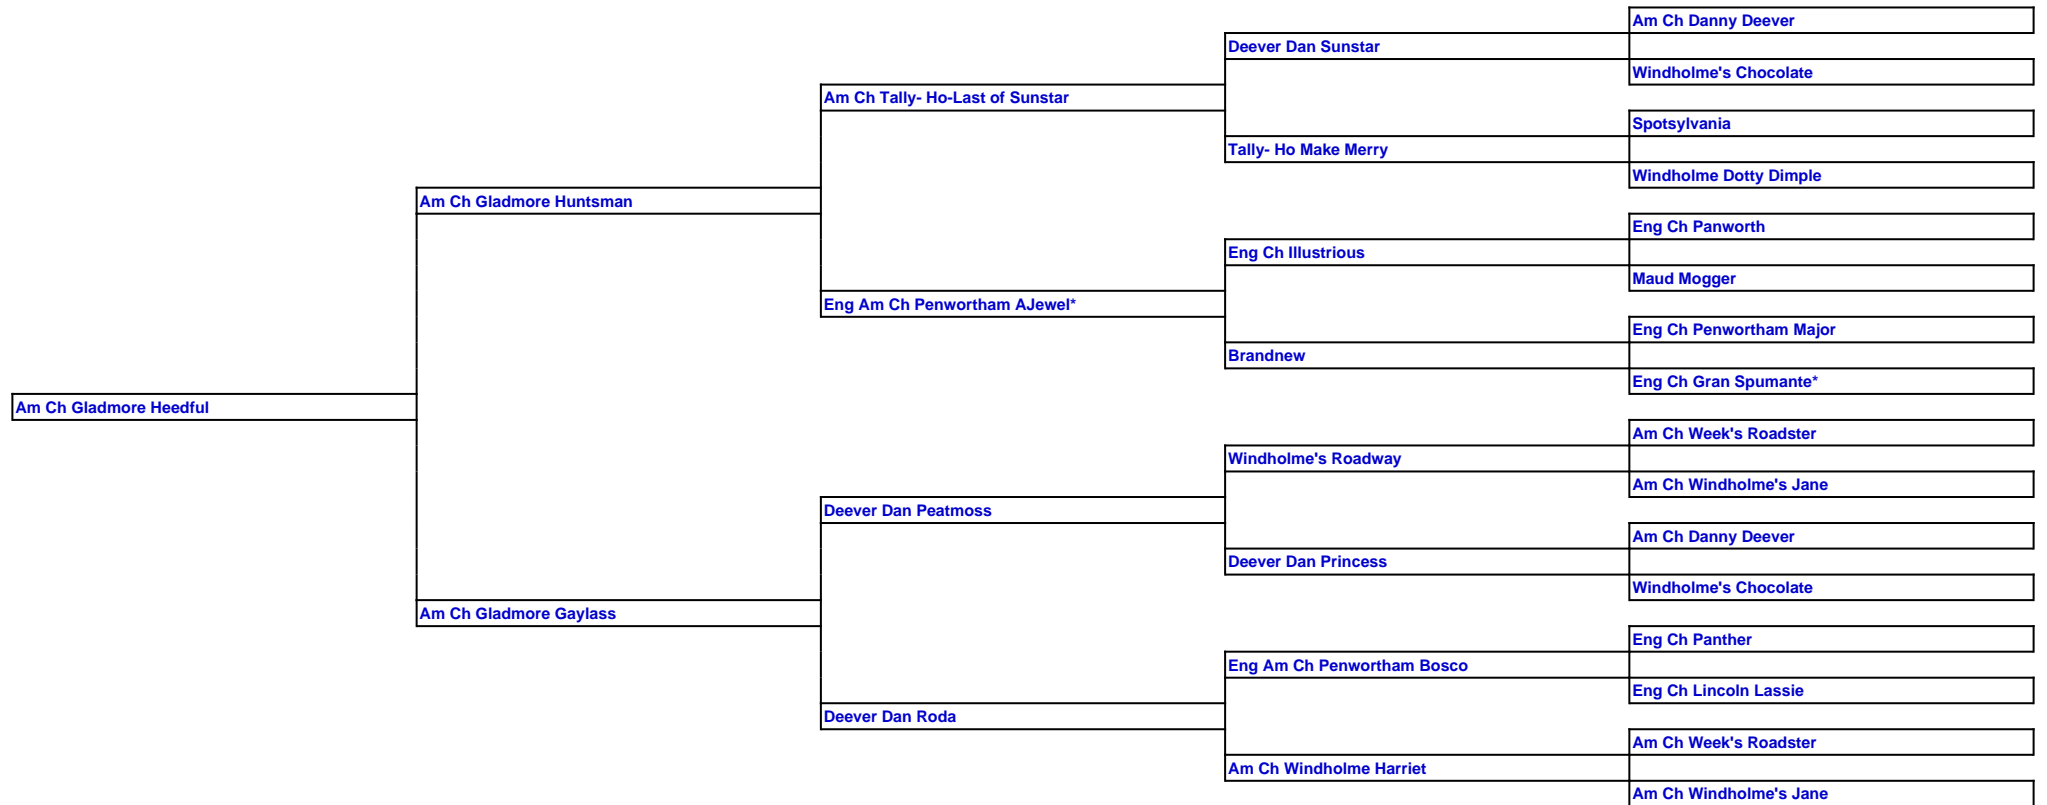 Am Ch Danny Deever
Deever Dan Sunstar
Windholme's Chocolate
Am Ch Tally- Ho-Last of Sunstar
Spotsylvania
Tally- Ho Make Merry
Windholme Dotty Dimple
Am Ch Gladmore Huntsman
Eng Ch Panworth
Eng Ch Illustrious
Maud Mogger
Eng Am Ch Penwortham AJewel*
Eng Ch Penwortham Major
Brandnew
Eng Ch Gran Spumante*
Am Ch Gladmore Heedful
Am Ch Week's Roadster
Windholme's Roadway
Am Ch Windholme's Jane
Deever Dan Peatmoss
Am Ch Danny Deever
Deever Dan Princess
Windholme's Chocolate
Am Ch Gladmore Gaylass
Eng Ch Panther
Eng Am Ch Penwortham Bosco
Eng Ch Lincoln Lassie
Deever Dan Roda
Am Ch Week's Roadster
Am Ch Windholme Harriet
Am Ch Windholme's Jane